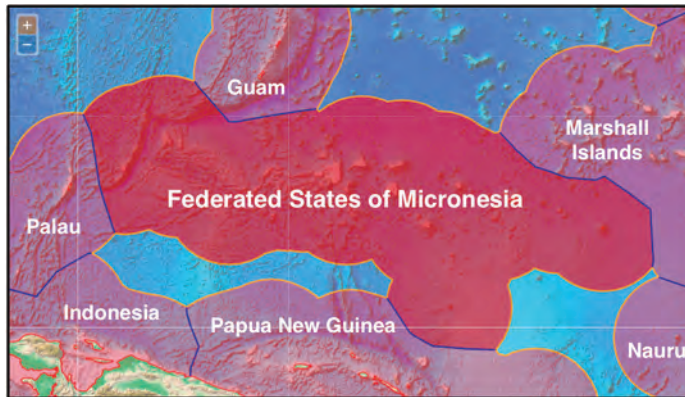 +
−
Guam
Marshall
Islands
Federated States of Micronesia
Palau
Indonesia
Papua New Guinea
Nauru